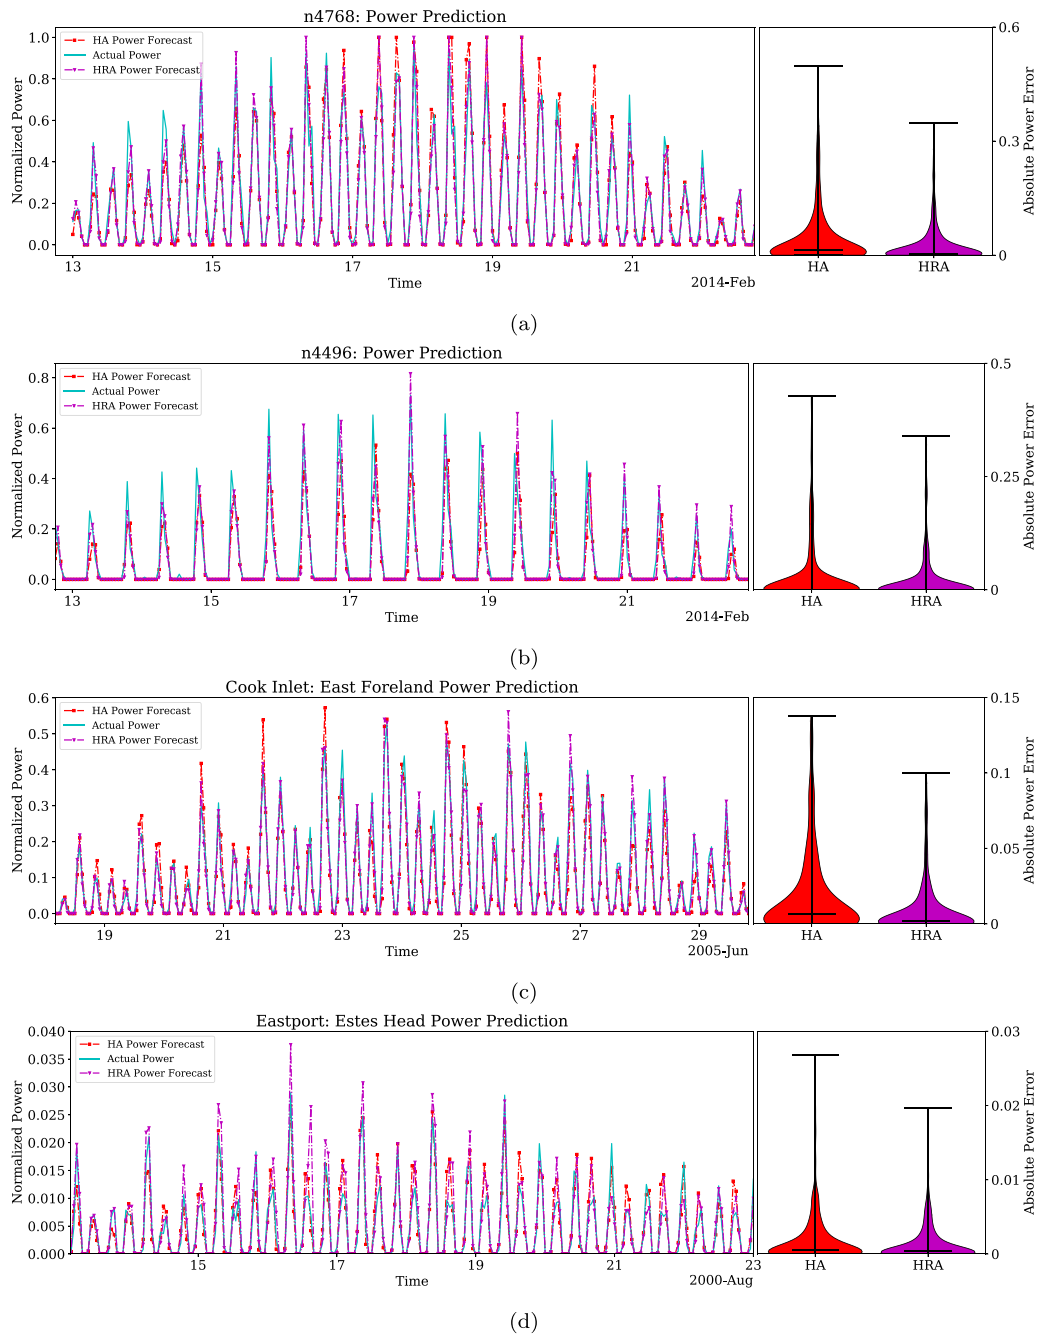 n4768: Power Prediction
HA Power Forecast
Actual Power
HRA Power Forecast
Normalized Power
1.0
0.8
0.6
0.4
0.2
0.0
13
15
17
19
21
Time
2014-Feb
0.6
0.3
0
Absolute Power Error
HA
HRA
(a)
n4496: Power Prediction
HA Power Forecast
Actual Power
HRA Power Forecast
Normalized Power
0.8
0.6
0.4
0.2
0.0
13
15
17
19
21
Time
2014-Feb
0.5
0.25
0
Absolute Power Error
HA
HRA
(b)
Cook Inlet: East Foreland Power Prediction
HA Power Forecast
Actual Power
HRA Power Forecast
Normalized Power
0.6
0.5
0.4
0.3
0.2
0.1
0.0
19
21
23
25
27
29
Time
2005-Jun
0.15
0.1
0.05
0
Absolute Power Error
HA
HRA
(c)
Eastport: Estes Head Power Prediction
HA Power Forecast
Actual Power
HRA Power Forecast
Normalized Power
0.040
0.035
0.030
0.025
0.020
0.015
0.010
0.005
0.000
15
17
19
21
23
Time
2000-Aug
0.03
0.02
0.01
0
Absolute Power Error
HA
HRA
(d)